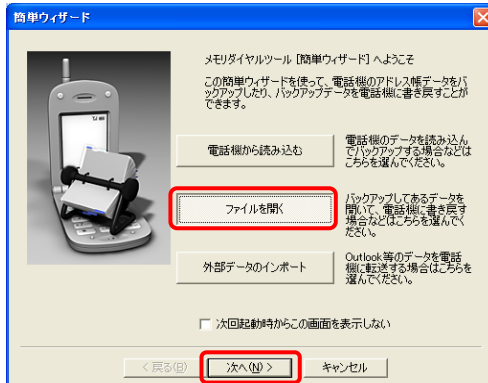 簡単ウィザード
メモリダイヤルツール [簡単ウィザード] へようこそ
この簡単ウィザードを使って、電話機のアドレス帳データをバ
ックアップしたり、バックアップデータを電話機に書き戻すことが
できます。
電話機から読み込む
電話機のデータを読み込ん
でバックアップする場合などは
こちらを選んでください。
ファイルを開く
バックアップしてあるデータを
開いて、電話機に書き戻す
場合などはこちらを選んでく
ださい。
外部データのインポート
Outlook等のデータを電話
機に転送する場合はこちらを
選んでください。
次回起動時からこの画面を表示しない
< 戻る(B)
次へ(N) >
キャンセル